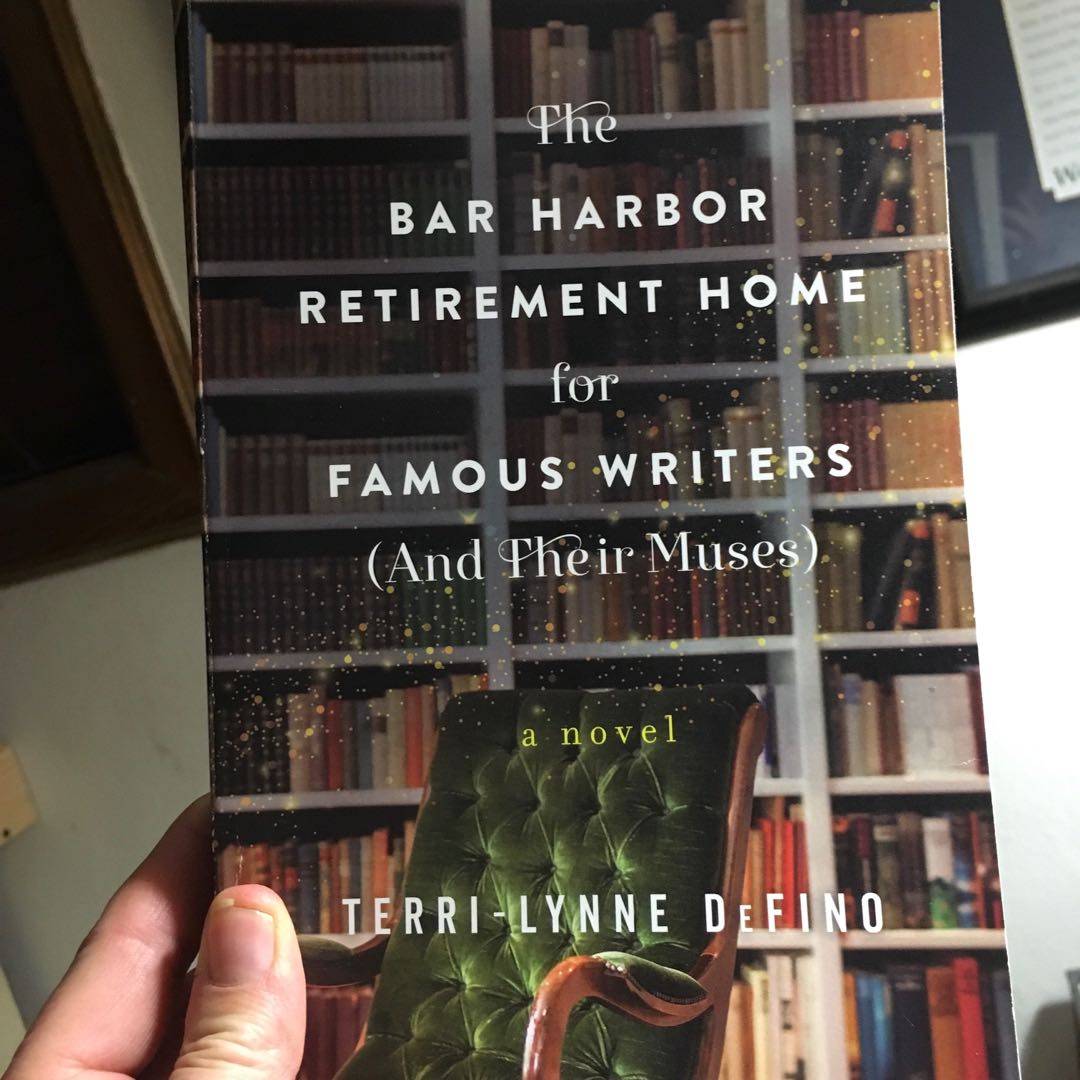 The
BAR HARBOR
RETIREMENT HOME
for
FAMOUS WRITERS
(And Their Muses)
a novel
TERRI-LYNNE DEFINO